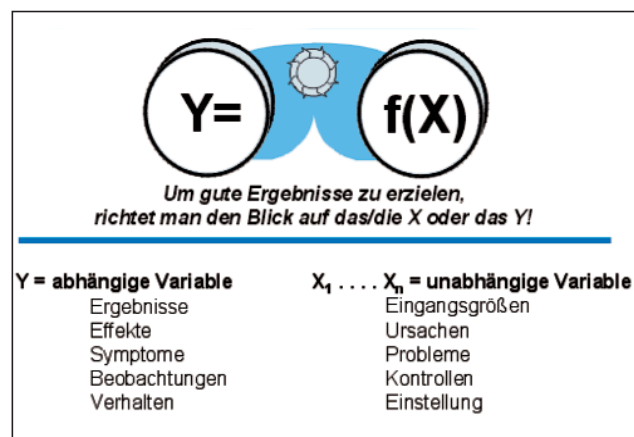 Y=
f(X)
Um gute Ergebnisse zu erzielen,
richtet man den Blick auf das/die X oder das Y!
Y = abhängige Variable
Ergebnisse
Effekte
Symptome
Beobachtungen
Verhalten
X₁ . . . . Xₙ = unabhängige Variable
Eingangsgrößen
Ursachen
Probleme
Kontrollen
Einstellung